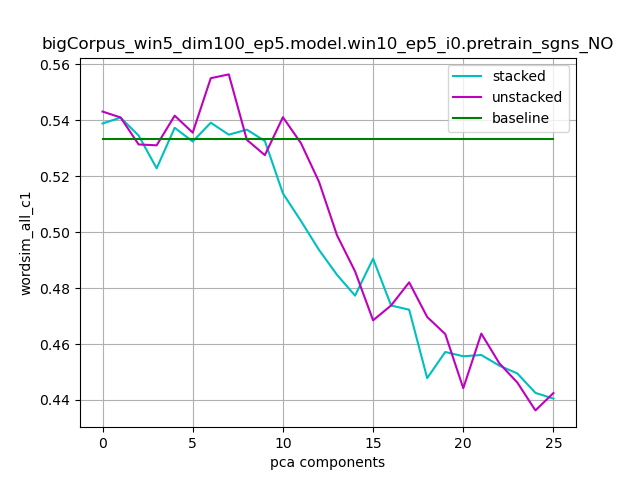 bigCorpus_win5_dim100_ep5.model.win10_ep5_i0.pretrain_sgns_NO
stacked
unstacked
baseline
wordsim_all_c1
0.56
0.54
0.52
0.50
0.48
0.46
0.44
0 5 10 15 20 25
pca components